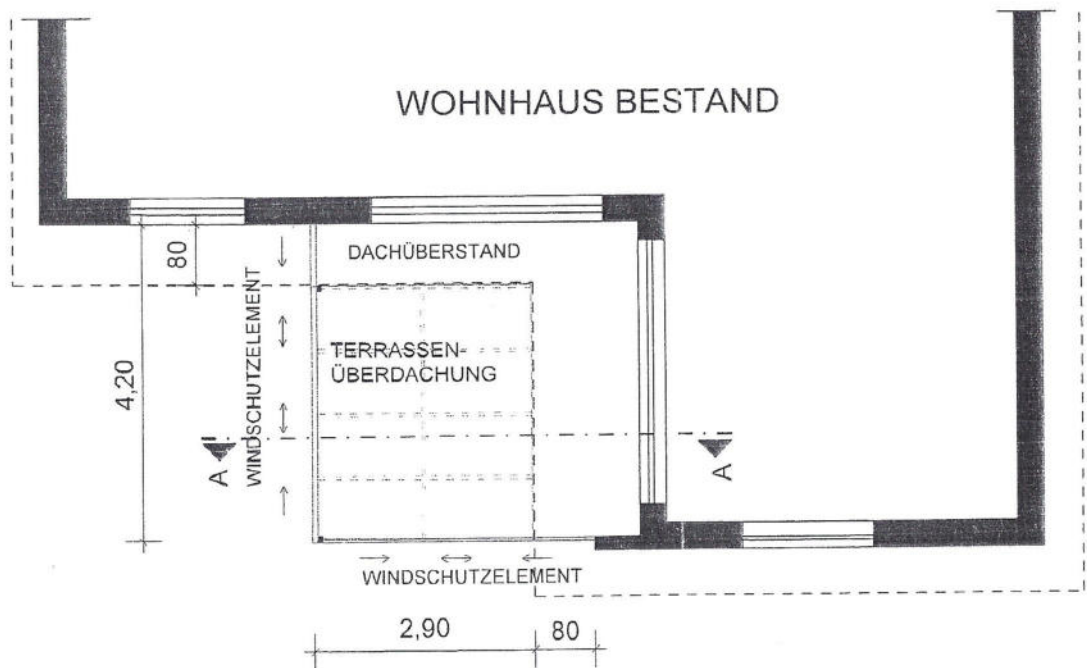 WOHNHAUS BESTAND
DACHÜBERSTAND
80
WINDSCHUTZELEMENT
TERRASSEN-
ÜBERDACHUNG
4,20
A
A
WINDSCHUTZELEMENT
2,90
80